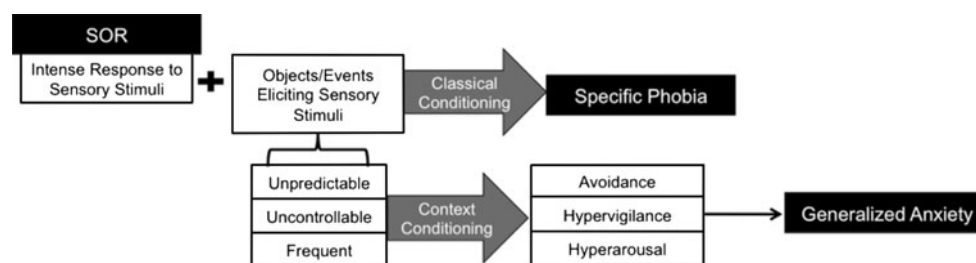 SOR
Intense Response to
Sensory Stimuli
Objects/Events
Eliciting Sensory
Stimuli
Classical
Conditioning
Specific Phobia
Unpredictable
Uncontrollable
Frequent
Context
Conditioning
Avoidance
Hypervigilance
Hyperarousal
Generalized Anxiety